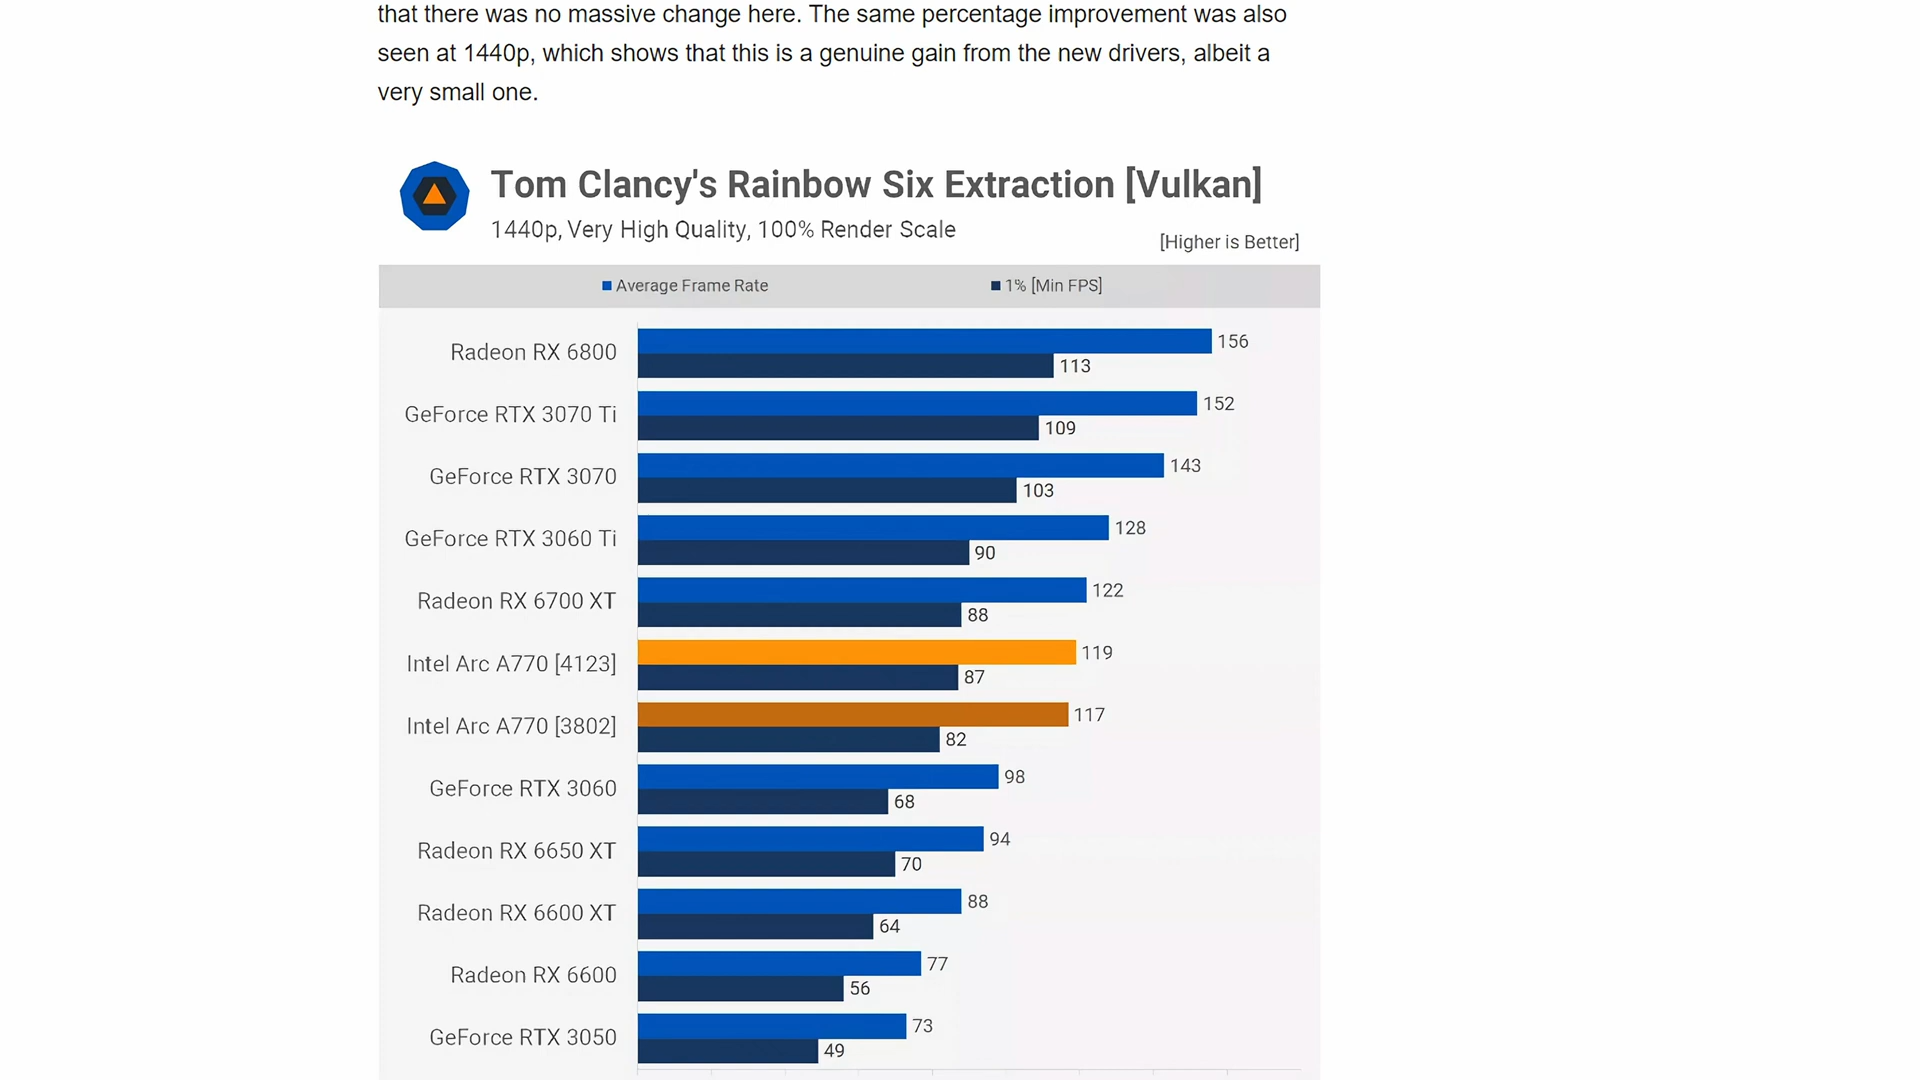 that there was no massive change here. The same percentage improvement was also
seen at 1440p, which shows that this is a genuine gain from the new drivers, albeit a
very small one.
Tom Clancy's Rainbow Six Extraction [Vulkan]
1440p, Very High Quality, 100% Render Scale
[Higher is Better]
Average Frame Rate 1% [Min FPS]
Radeon RX 6800 156
113
GeForce RTX 3070 Ti 152
109
GeForce RTX 3070 143
103
GeForce RTX 3060 Ti 128
90
Radeon RX 6700 XT 122
88
Intel Arc A770 [4123] 119
87
Intel Arc A770 [3802] 117
82
GeForce RTX 3060 98
68
Radeon RX 6650 XT 94
70
Radeon RX 6600 XT 88
64
Radeon RX 6600 77
56
GeForce RTX 3050 73
49